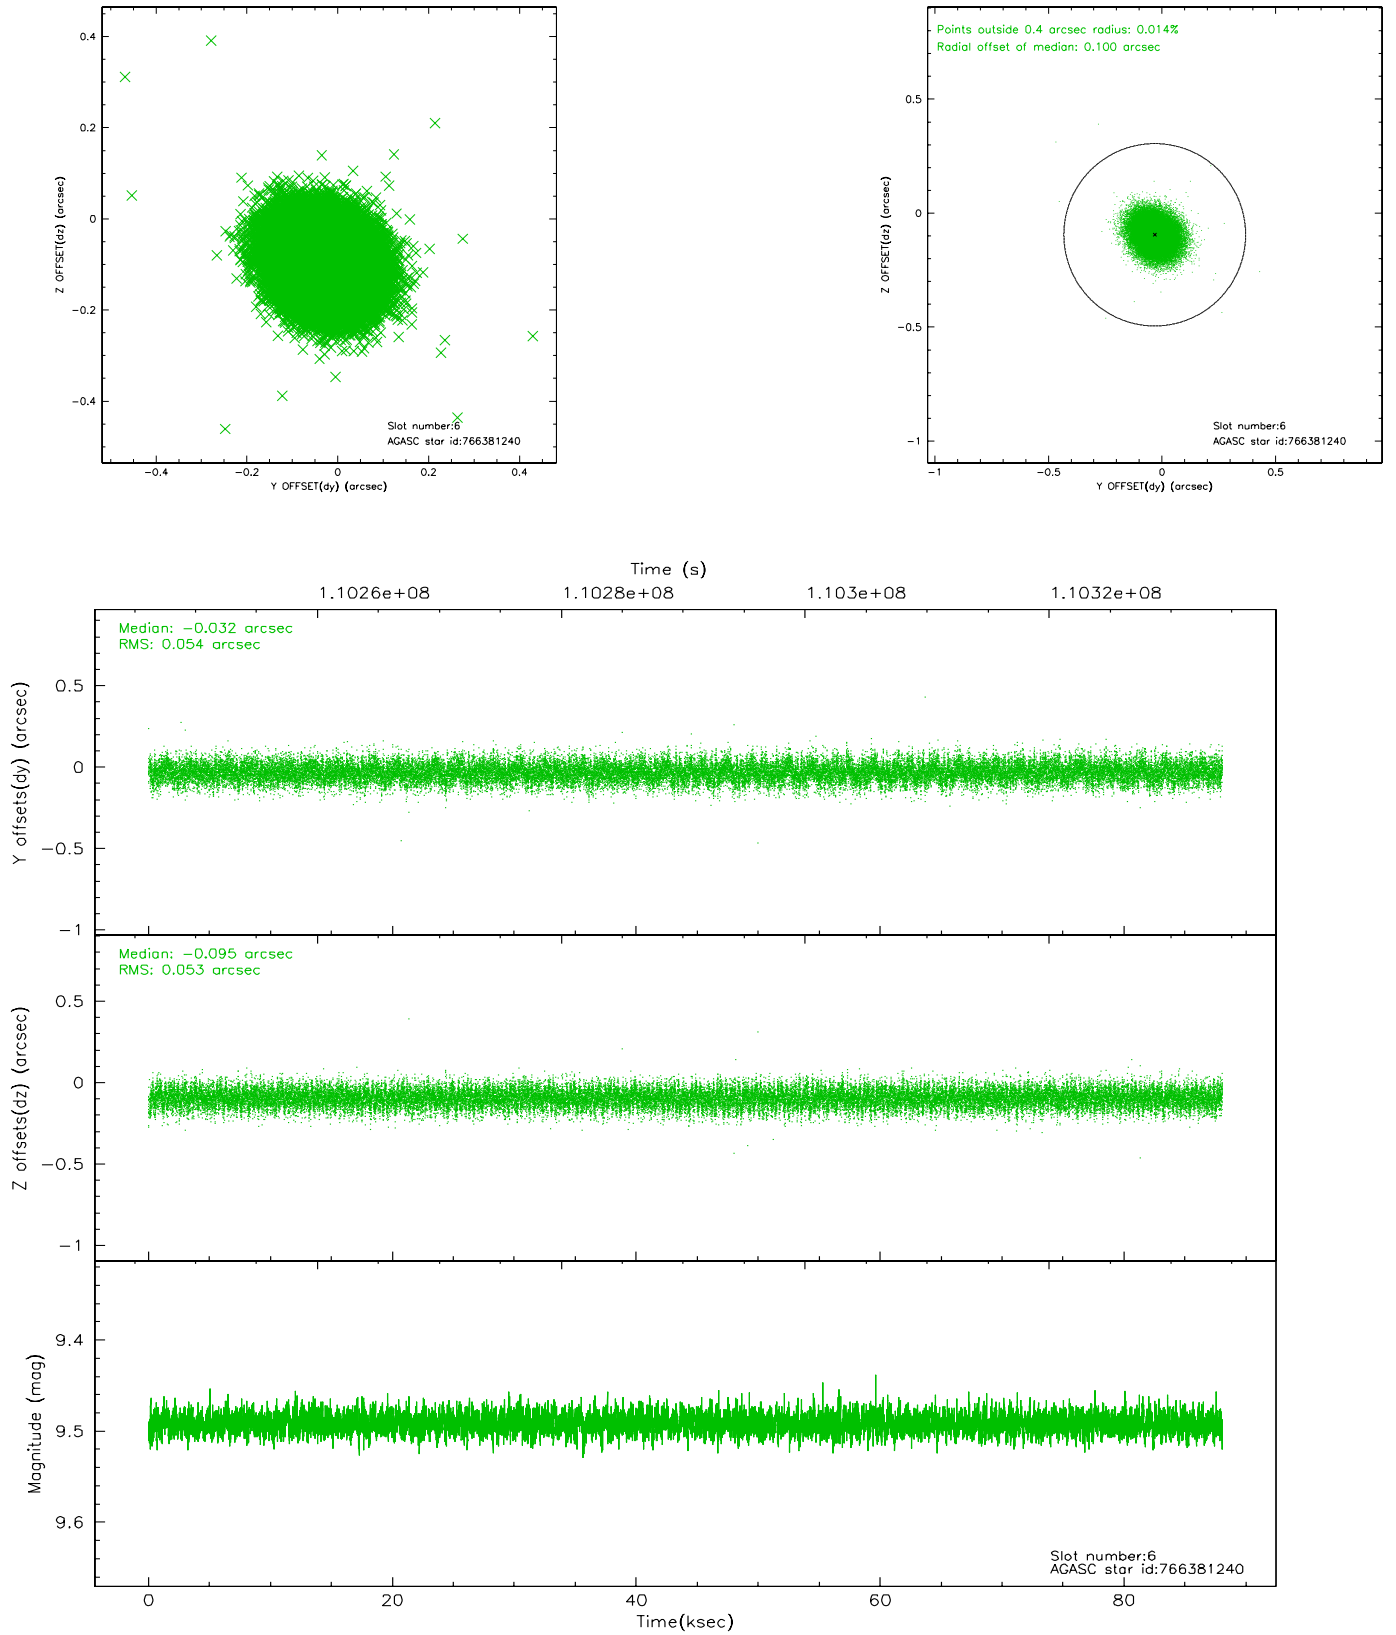 0.4
0.2
0
−0.2
−0.4
Z OFFSET(dz) (arcsec)
Slot number:6
AGASC star id:766381240
−0.4 −0.2 0 0.2 0.4
Y OFFSET(dy) (arcsec)
Points outside 0.4 arcsec radius: 0.014%
Radial offset of median: 0.100 arcsec
0.5
0
−0.5
−1
Z OFFSET(dz) (arcsec)
Slot number:6
AGASC star id:766381240
−1 −0.5 0 0.5
Y OFFSET(dy) (arcsec)
Time (s)
1.1026e+08 1.1028e+08 1.103e+08 1.1032e+08
Median: −0.032 arcsec
RMS: 0.054 arcsec
0.5
0
−0.5
−1
Y offsets(dy) (arcsec)
Median: −0.095 arcsec
RMS: 0.053 arcsec
0.5
0
−0.5
−1
Z offsets(dz) (arcsec)
9.4
9.5
9.6
Magnitude (mag)
Slot number:6
AGASC star id:766381240
0 20 40 60 80
Time(ksec)